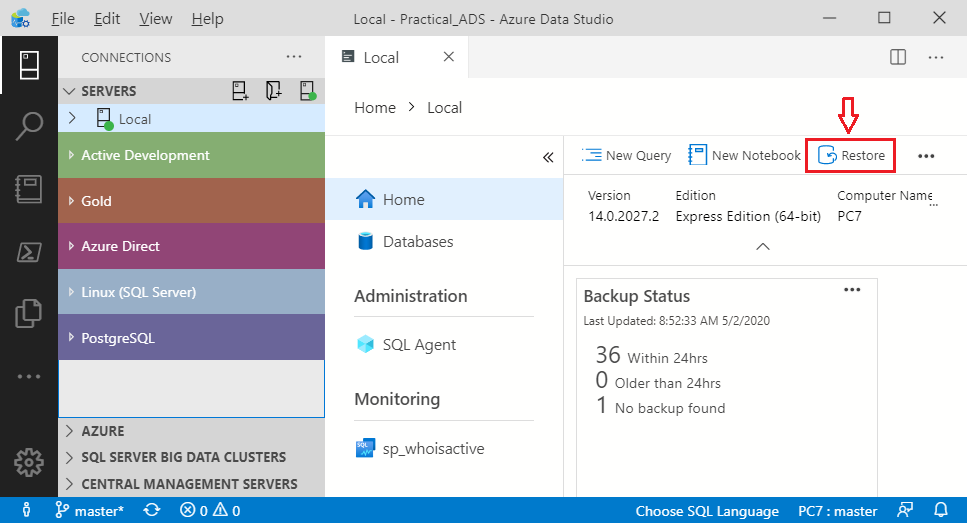 File Edit View Help Local - Practical_ADS - Azure Data Studio
CONNECTIONS
Local
SERVERS
Local
Active Development
Gold
Azure Direct
Linux (SQL Server)
PostgreSQL
AZURE
SQL SERVER BIG DATA CLUSTERS
CENTRAL MANAGEMENT SERVERS
Home > Local
Home
Databases
Administration
SQL Agent
Monitoring
sp_whoisactive
New Query New Notebook Restore
Version Edition Computer Name
14.0.2027.2 Express Edition (64-bit) PC7
Backup Status
Last Updated: 8:52:33 AM 5/2/2020
36 Within 24hrs
0 Older than 24hrs
1 No backup found
master* 0 0 Choose SQL Language PC7 : master